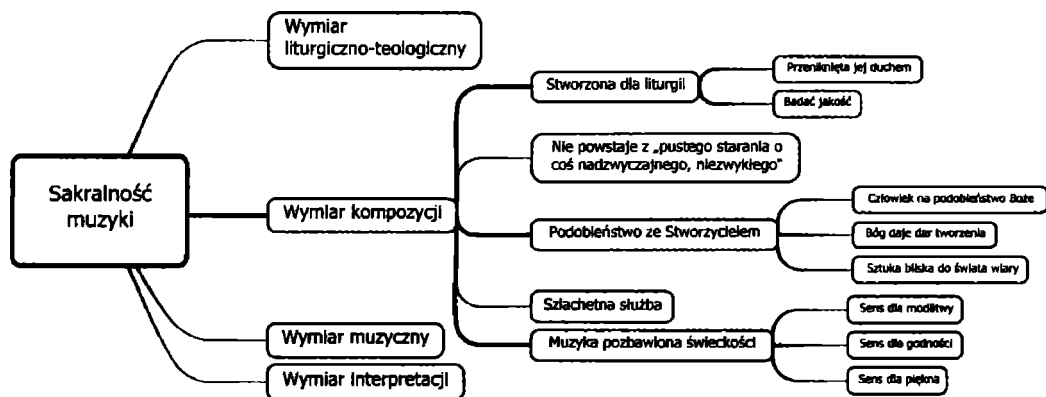 Sakralność
muzyki
Wymiar
liturgiczno-teologiczny
Wymiar kompozycji
Stworzona dla liturgii
Przeniknięta jej duchem
Badać jakość
Nie powstaje z „pustego starania o
coś nadzwyczajnego, niezwykłego"
Podobieństwo ze Stworzycielem
Człowiek na podobieństwo Boże
Bóg daje dar tworzenia
Sztuka bliska do świata wiary
Szlachetna służba
Muzyka pozbawiona świeckości
Sens dla modlitwy
Sens dla godności
Sens dla piękna
Wymiar muzyczny
Wymiar interpretacji